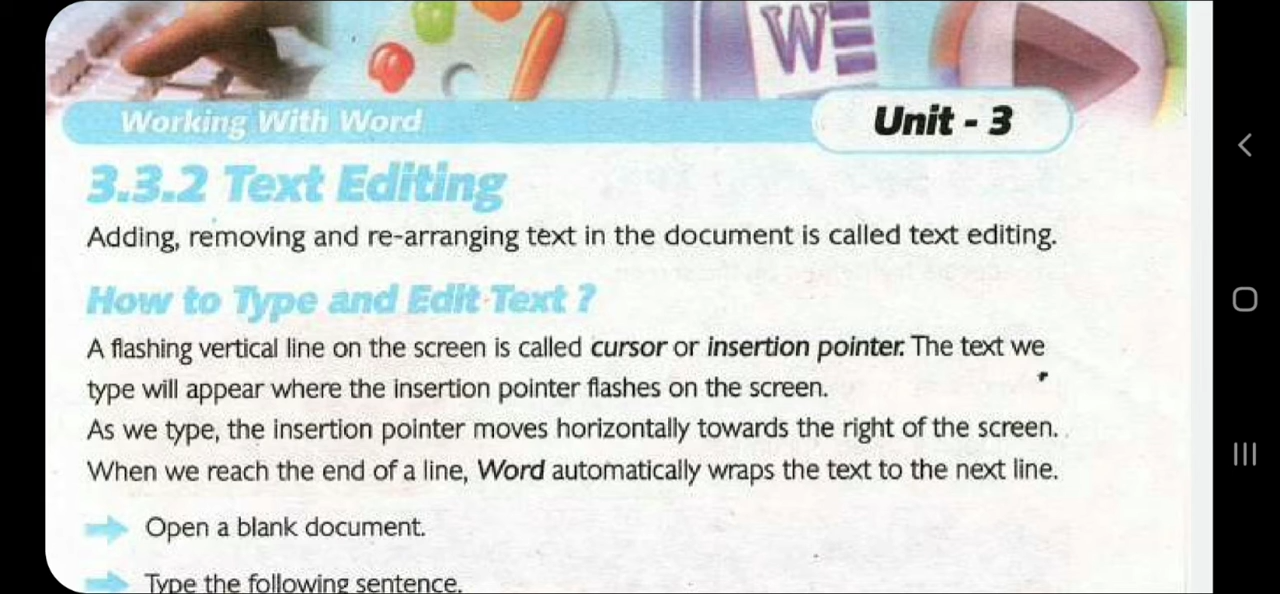 W
Working With Word
Unit - 3
3.3.2 Text Editing
Adding, removing and re-arranging text in the document is called text editing.
How to Type and Edit Text ?
A flashing vertical line on the screen is called cursor or insertion pointer. The text we
type will appear where the insertion pointer flashes on the screen.
As we type, the insertion pointer moves horizontally towards the right of the screen.
When we reach the end of a line, Word automatically wraps the text to the next line.
Open a blank document.
Type the following sentence.